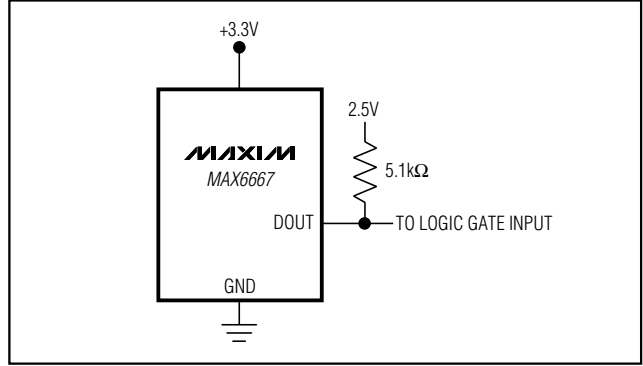 +3.3V
2.5V
MAXIM
MAX6667
5.1kΩ
DOUT
TO LOGIC GATE INPUT
GND